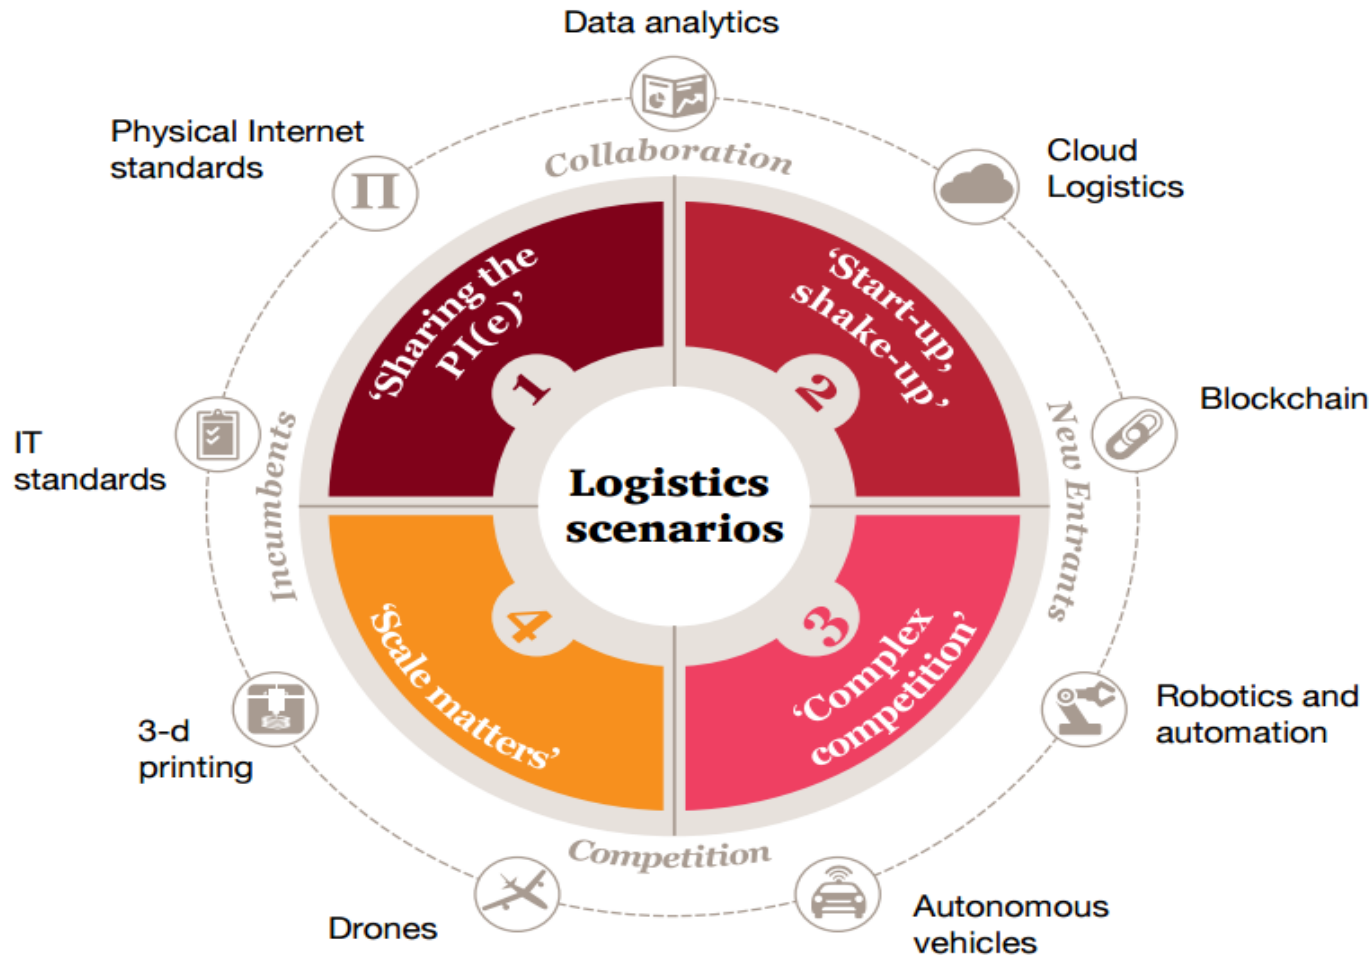 Data analytics
Physical Internet
standards
Π
Collaboration
Cloud
Logistics
‘Sharing the
PI(e)’
1
‘Start-up,
shake-up’
2
IT
standards
Incumbents
Logistics
scenarios
New Entrants
Blockchain
4
‘Scale matters’
3
‘Complex
competition’
3-d
printing
Robotics and
automation
Competition
Drones
Autonomous
vehicles